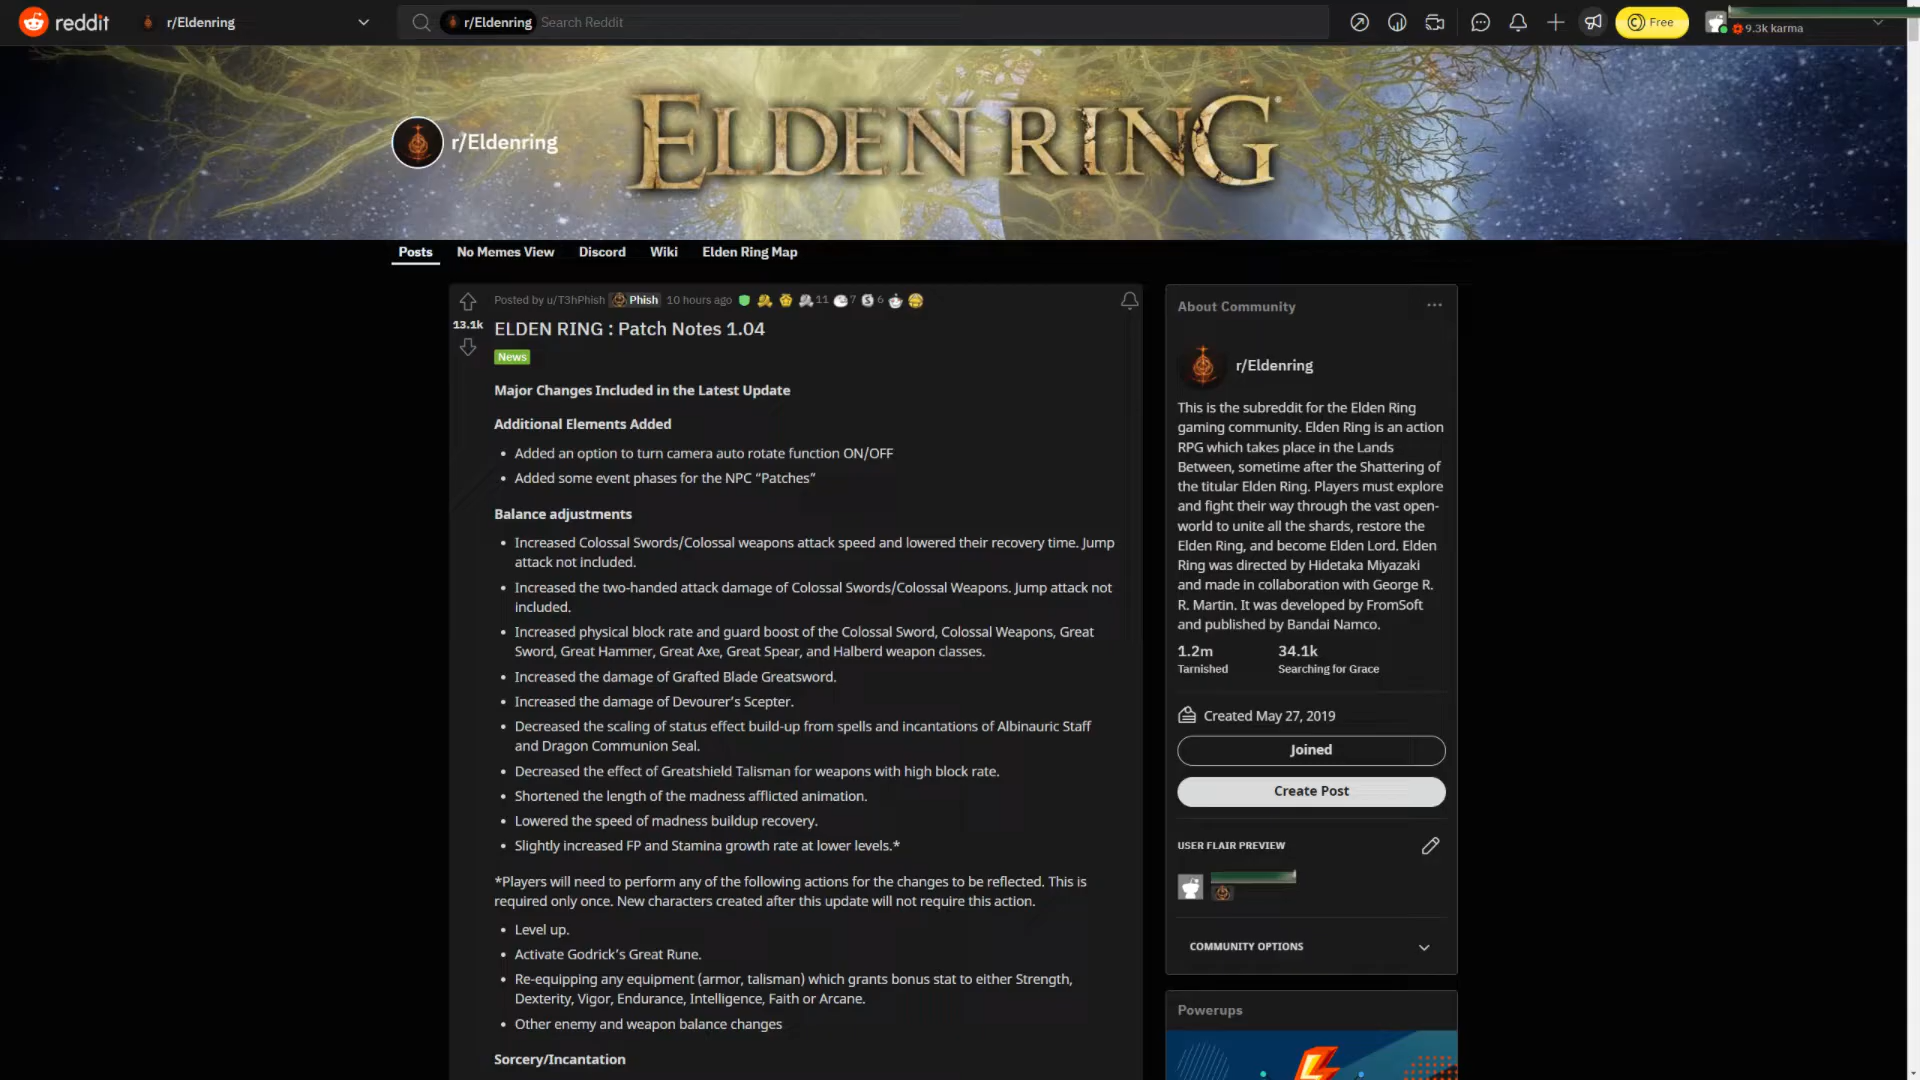 reddit
r/Eldenring
r/Eldenring Search Reddit
Free
9.3k karma
r/Eldenring
ELDEN RING
Posts No Memes View Discord Wiki Elden Ring Map
Posted by u/T3hPhish Phish 10 hours ago 11 7 6
13.1k
ELDEN RING : Patch Notes 1.04
News
Major Changes Included in the Latest Update
Additional Elements Added
• Added an option to turn camera auto rotate function ON/OFF
• Added some event phases for the NPC “Patches”
Balance adjustments
• Increased Colossal Swords/Colossal weapons attack speed and lowered their recovery time. Jump
attack not included.
• Increased the two-handed attack damage of Colossal Swords/Colossal Weapons. Jump attack not
included.
• Increased physical block rate and guard boost of the Colossal Sword, Colossal Weapons, Great
Sword, Great Hammer, Great Axe, Great Spear, and Halberd weapon classes.
• Increased the damage of Grafted Blade Greatsword.
• Increased the damage of Devourer’s Scepter.
• Decreased the scaling of status effect build-up from spells and incantations of Albinauric Staff
and Dragon Communion Seal.
• Decreased the effect of Greatshield Talisman for weapons with high block rate.
• Shortened the length of the madness afflicted animation.
• Lowered the speed of madness buildup recovery.
• Slightly increased FP and Stamina growth rate at lower levels.*
*Players will need to perform any of the following actions for the changes to be reflected. This is
required only once. New characters created after this update will not require this action.
• Level up.
• Activate Godrick’s Great Rune.
• Re-equipping any equipment (armor, talisman) which grants bonus stat to either Strength,
Dexterity, Vigor, Endurance, Intelligence, Faith or Arcane.
• Other enemy and weapon balance changes
Sorcery/Incantation
About Community
r/Eldenring
This is the subreddit for the Elden Ring
gaming community. Elden Ring is an action
RPG which takes place in the Lands
Between, sometime after the Shattering of
the titular Elden Ring. Players must explore
and fight their way through the vast open-
world to unite all the shards, restore the
Elden Ring, and become Elden Lord. Elden
Ring was directed by Hidetaka Miyazaki
and made in collaboration with George R.
R. Martin. It was developed by FromSoft
and published by Bandai Namco.
1.2m 34.1k
Tarnished Searching for Grace
Created May 27, 2019
Joined
Create Post
USER FLAIR PREVIEW
COMMUNITY OPTIONS
Powerups